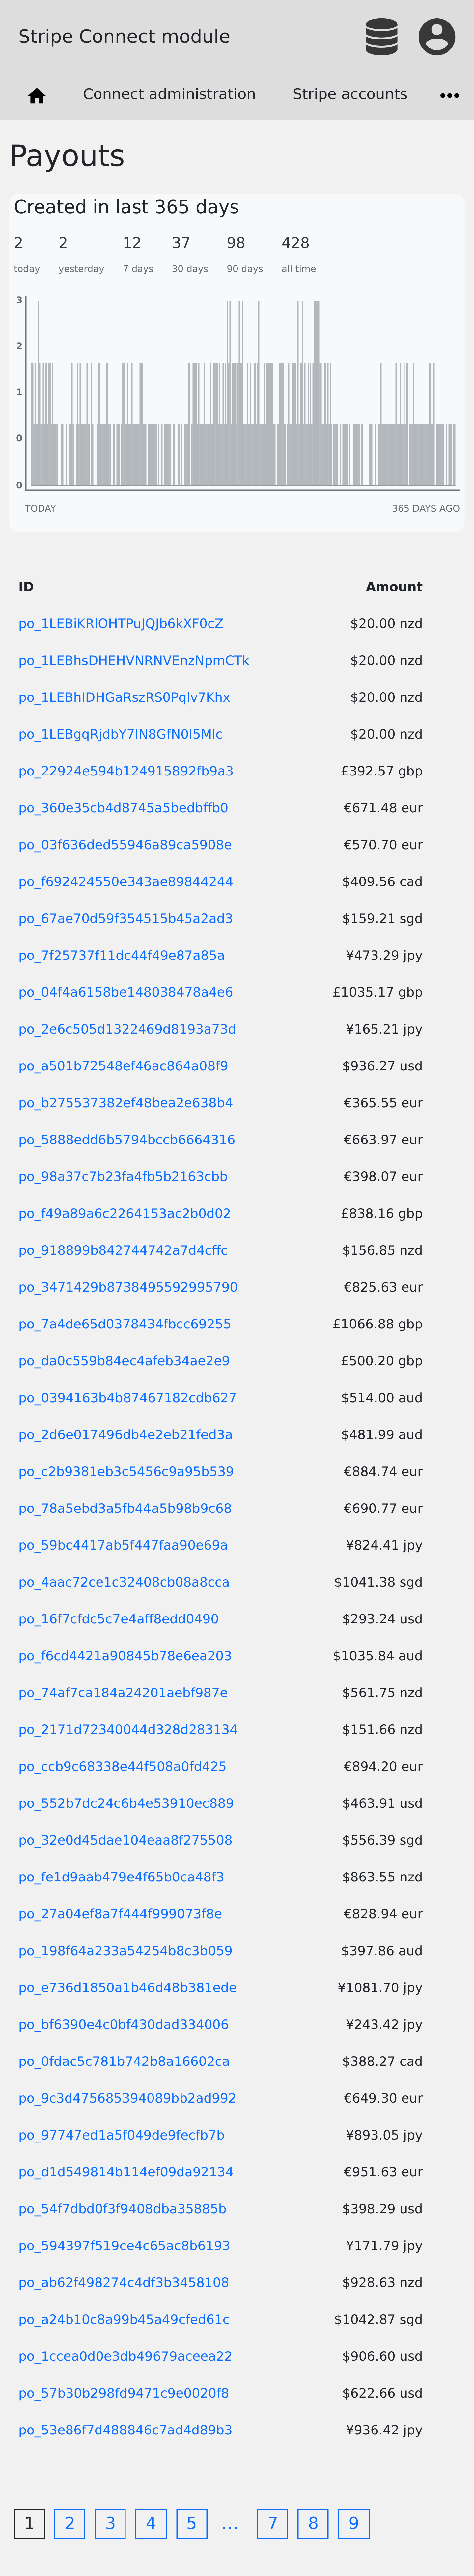 Stripe Connect module
Connect administration Stripe accounts
Payouts
Created in last 365 days
2 2 12 37 98 428
today yesterday 7 days 30 days 90 days all time
3
2
1
0
0
TODAY 365 DAYS AGO
ID Amount
po_1LEBiKRlOHTPuJQJb6kXF0cZ $20.00 nzd
po_1LEBhsDHEHVNRNVEnzNpmCTk $20.00 nzd
po_1LEBhIDHGaRszRS0PqIv7Khx $20.00 nzd
po_1LEBgqRjdbY7IN8GfN0I5Mlc $20.00 nzd
po_22924e594b124915892fb9a3 £392.57 gbp
po_360e35cb4d8745a5bedbffb0 €671.48 eur
po_03f636ded55946a89ca5908e €570.70 eur
po_f692424550e343ae89844244 $409.56 cad
po_67ae70d59f354515b45a2ad3 $159.21 sgd
po_7f25737f11dc44f49e87a85a ¥473.29 jpy
po_04f4a6158be148038478a4e6 £1035.17 gbp
po_2e6c505d1322469d8193a73d ¥165.21 jpy
po_a501b72548ef46ac864a08f9 $936.27 usd
po_b275537382ef48bea2e638b4 €365.55 eur
po_5888edd6b5794bccb6664316 €663.97 eur
po_98a37c7b23fa4fb5b2163cbb €398.07 eur
po_f49a89a6c2264153ac2b0d02 £838.16 gbp
po_918899b842744742a7d4cffc $156.85 nzd
po_3471429b8738495592995790 €825.63 eur
po_7a4de65d0378434fbcc69255 £1066.88 gbp
po_da0c559b84ec4afeb34ae2e9 £500.20 gbp
po_0394163b4b87467182cdb627 $514.00 aud
po_2d6e017496db4e2eb21fed3a $481.99 aud
po_c2b9381eb3c5456c9a95b539 €884.74 eur
po_78a5ebd3a5fb44a5b98b9c68 €690.77 eur
po_59bc4417ab5f447faa90e69a ¥824.41 jpy
po_4aac72ce1c32408cb08a8cca $1041.38 sgd
po_16f7cfdc5c7e4aff8edd0490 $293.24 usd
po_f6cd4421a90845b78e6ea203 $1035.84 aud
po_74af7ca184a24201aebf987e $561.75 nzd
po_2171d72340044d328d283134 $151.66 nzd
po_ccb9c68338e44f508a0fd425 €894.20 eur
po_552b7dc24c6b4e53910ec889 $463.91 usd
po_32e0d45dae104eaa8f275508 $556.39 sgd
po_fe1d9aab479e4f65b0ca48f3 $863.55 nzd
po_27a04ef8a7f444f999073f8e €828.94 eur
po_198f64a233a54254b8c3b059 $397.86 aud
po_e736d1850a1b46d48b381ede ¥1081.70 jpy
po_bf6390e4c0bf430dad334006 ¥243.42 jpy
po_0fdac5c781b742b8a16602ca $388.27 cad
po_9c3d475685394089bb2ad992 €649.30 eur
po_97747ed1a5f049de9fecfb7b ¥893.05 jpy
po_d1d549814b114ef09da92134 €951.63 eur
po_54f7dbd0f3f9408dba35885b $398.29 usd
po_594397f519ce4c65ac8b6193 ¥171.79 jpy
po_ab62f498274c4df3b3458108 $928.63 nzd
po_a24b10c8a99b45a49cfed61c $1042.87 sgd
po_1ccea0d0e3db49679aceea22 $906.60 usd
po_57b30b298fd9471c9e0020f8 $622.66 usd
po_53e86f7d488846c7ad4d89b3 ¥936.42 jpy
1 2 3 4 5 ... 7 8 9